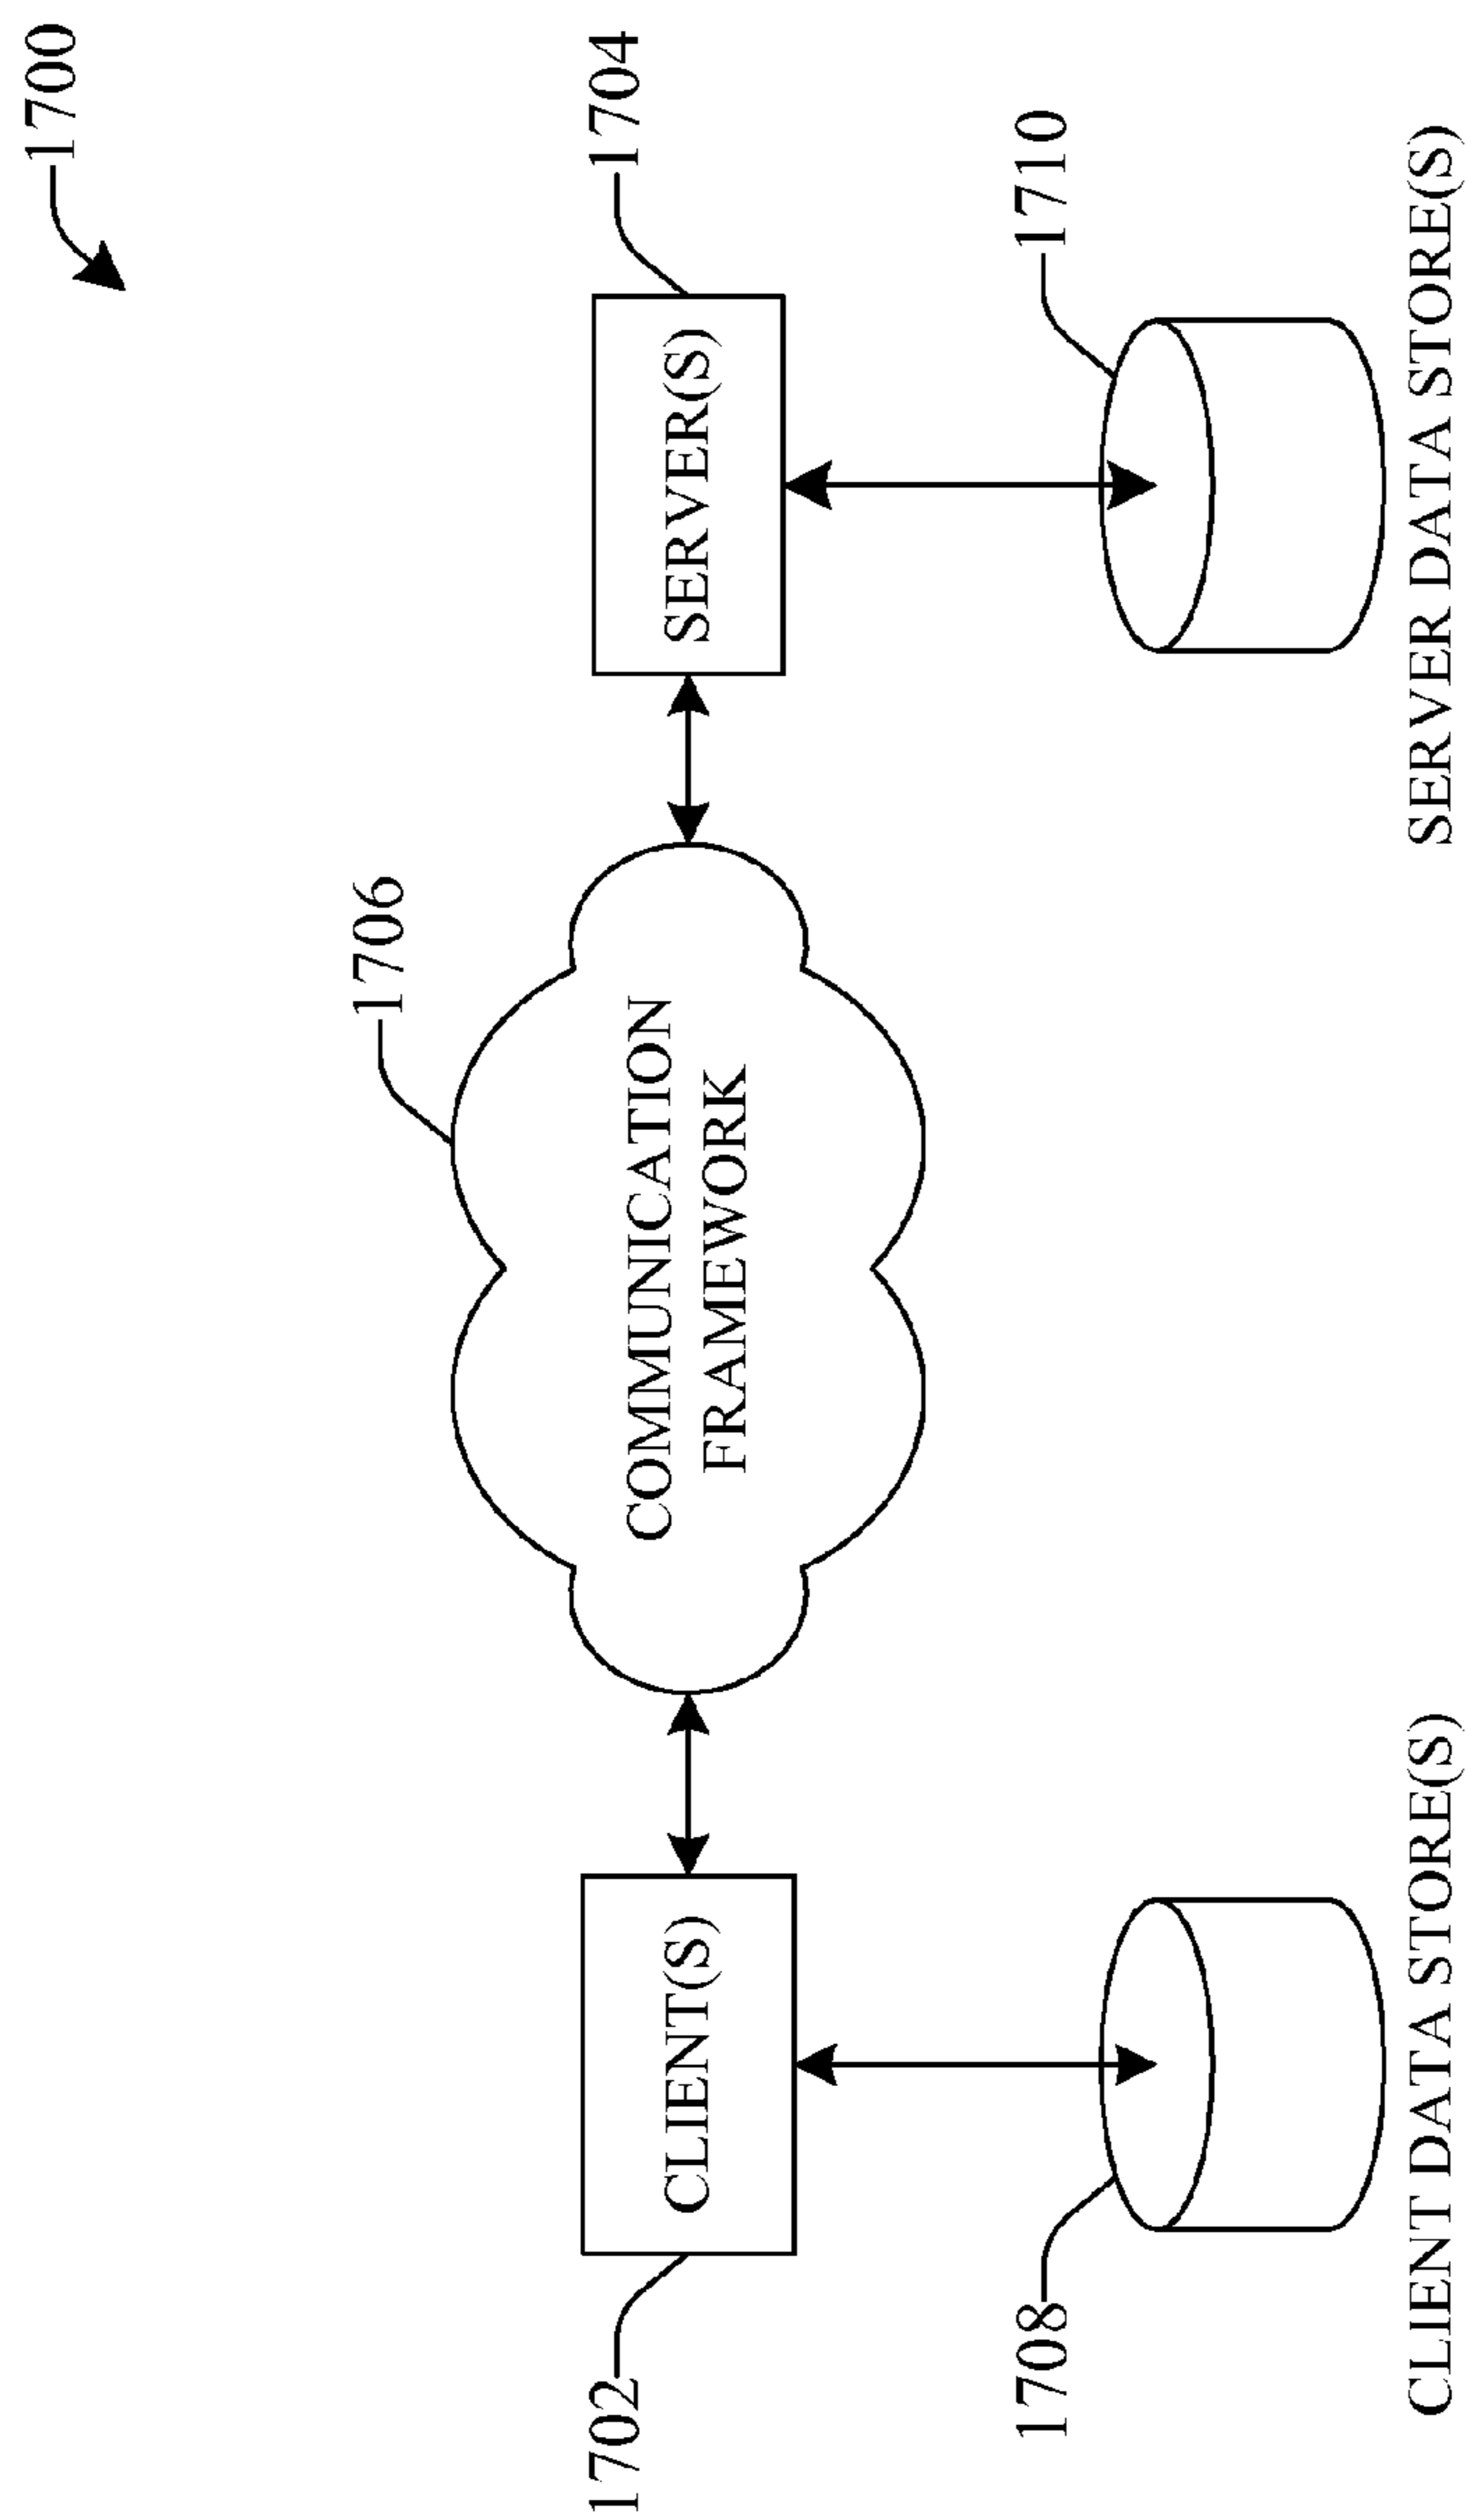 1700
1702
CLIENT(S)
1706
COMMUNICATION
FRAMEWORK
SERVER(S)
1704
1708
1710
CLIENT DATA STORE(S)
SERVER DATA STORE(S)